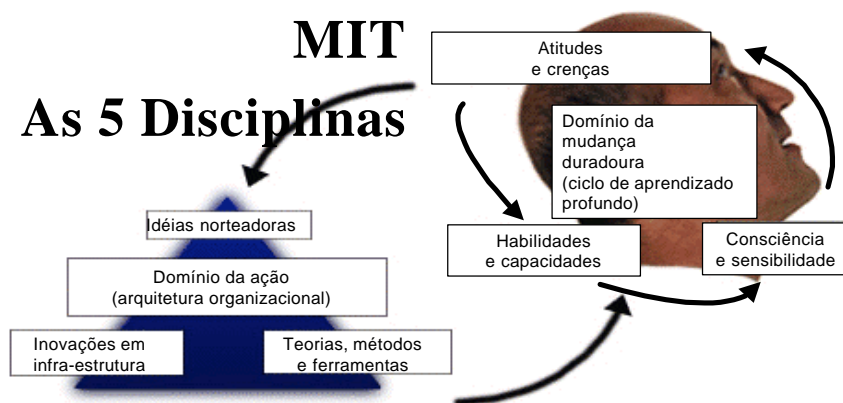 MIT
As 5 Disciplinas
Atitudes
e crenças
Domínio da
mudança
duradoura
(ciclo de aprendizado
profundo)
Habilidades
e capacidades
Consciência
e sensibilidade
Idéias norteadoras
Domínio da ação
(arquitetura organizacional)
Inovações em
infra-estrutura
Teorias, métodos
e ferramentas